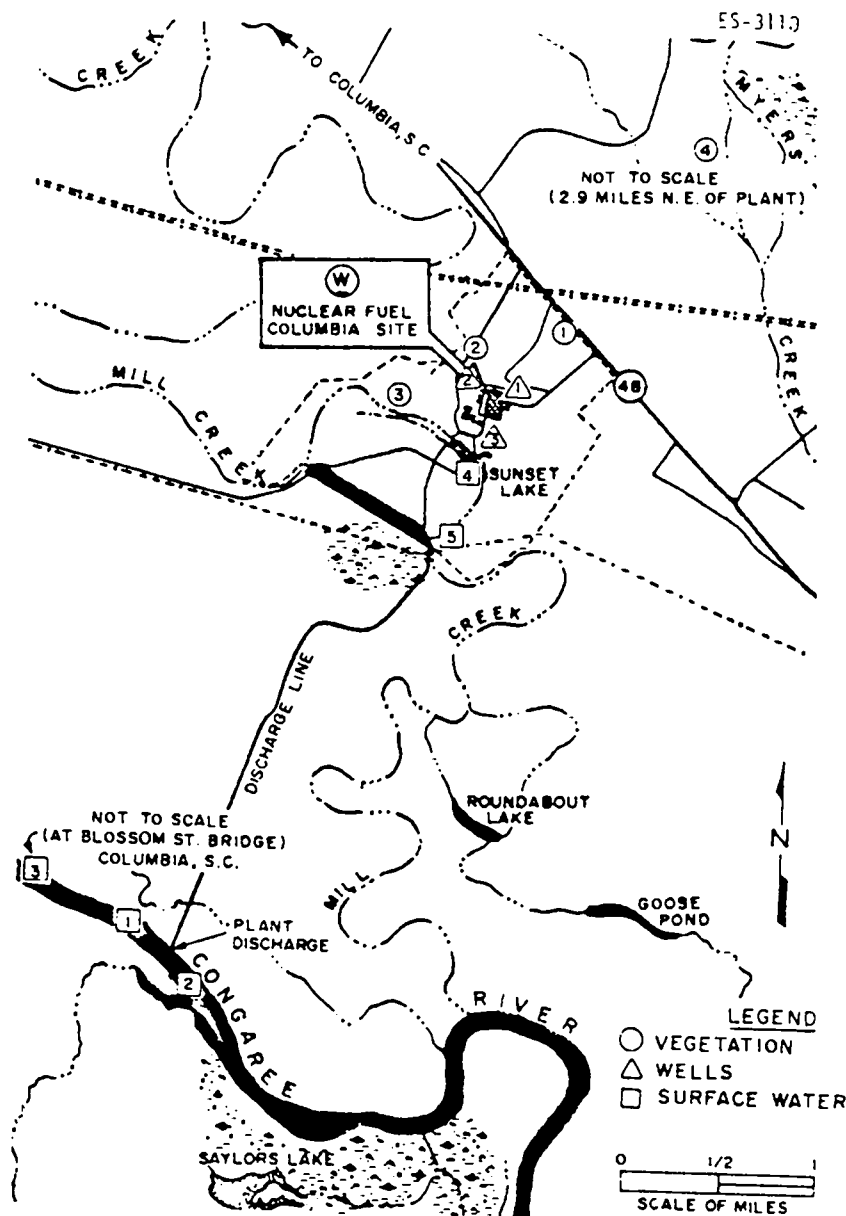 ES-3110
CREEK
TO COLUMBIA, S.C.
MYERS
4
NOT TO SCALE
(2.9 MILES N.E. OF PLANT)
CREEK
W
NUCLEAR FUEL
COLUMBIA SITE
2
1
48
MILL
CREEK
3
2
1
3
4
SUNSET
LAKE
5
CREEK
DISCHARGE LINE
ROUNDABOUT
LAKE
N
NOT TO SCALE
(AT BLOSSOM ST. BRIDGE)
COLUMBIA, S.C.
3
MILL
GOOSE
POND
1
PLANT
DISCHARGE
2
CONGAREE
RIVER
LEGEND
VEGETATION
WELLS
SURFACE WATER
SAYLORS LAKE
0 1/2 1
SCALE OF MILES